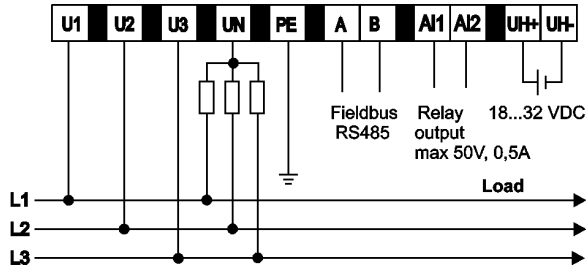 U1 U2 U3 UN PE A B AI1 AI2 UH+ UH-
Fieldbus
RS485
Relay
output
max 50V, 0,5A
18...32 VDC
Load
L1
L2
L3